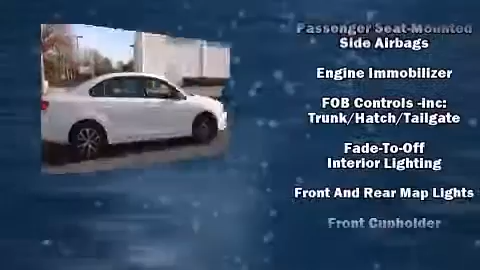 Passenger Seat-Mounted
Side Airbags
Engine Immobilizer
FOB Controls -inc:
Trunk/Hatch/Tailgate
Fade-To-Off
Interior Lighting
Front And Rear Map Lights
Front Cupholder